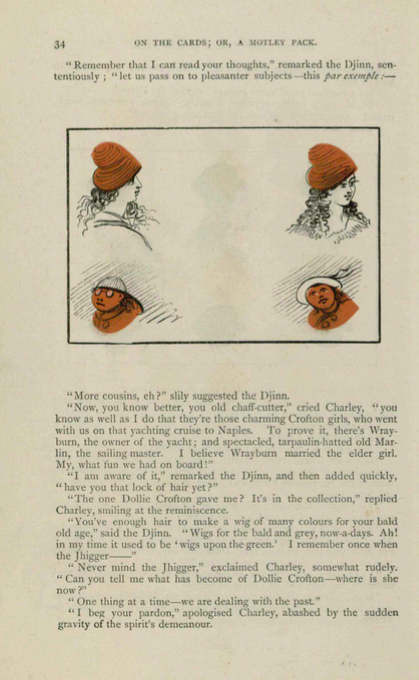 34 ON THE CARDS; OR, A MOTLEY PACK.
"Remember that I can read your thoughts," remarked the Djinn, sen-
tentiously; "let us pass on to pleasanter subjects—this par exemple:—
"More cousins, eh?" slily suggested the Djinn.
"Now, you know better, you old chaff-cutter," cried Charley, "you
know as well as I do that they're those charming Crofton girls, who went
with us on that yachting cruise to Naples. To prove it, there's Wray-
burn, the owner of the yacht; and spectacled, tarpaulin-hatted old Mar-
lin, the sailing master. I believe Wrayburn married the elder girl.
My, what fun we had on board!"
"I am aware of it," remarked the Djinn, and then added quickly,
"have you that lock of hair yet?"
"The one Dollie Crofton gave me? It's in the collection," replied
Charley, smiling at the reminiscence.
"You've enough hair to make a wig of many colours for your bald
old age," said the Djinn. "Wigs for the bald and grey, now-a-days. Ah!
in my time it used to be 'wigs upon the green.' I remember once when
the Jhigger——"
"Never mind the Jhigger," exclaimed Charley, somewhat rudely.
"Can you tell me what has become of Dollie Crofton—where is she
now?"
"One thing at a time—we are dealing with the past."
"I beg your pardon," apologised Charley, abashed by the sudden
gravity of the spirit's demeanour.